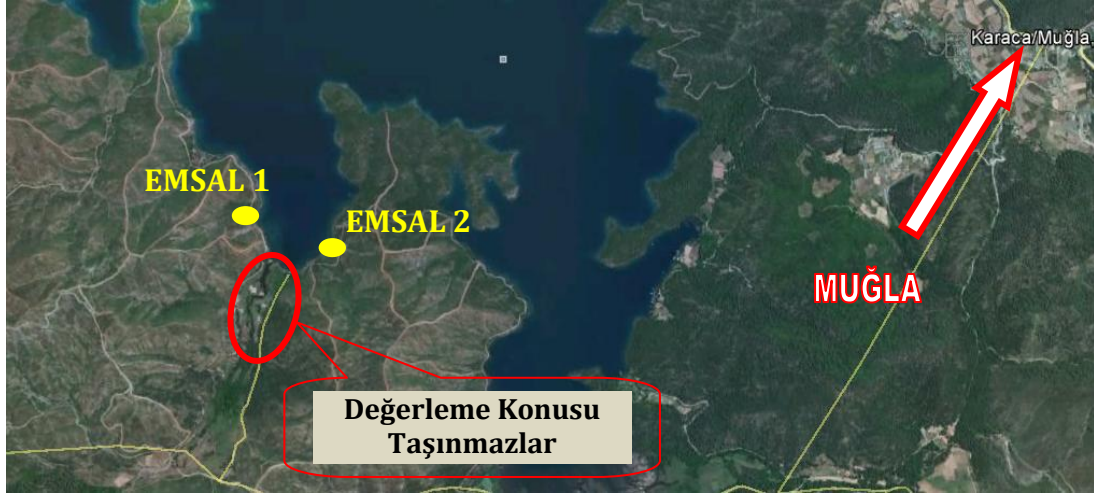 Karaca/Muğla
EMSAL 1
EMSAL 2
MUĞLA
Değerleme Konusu
Taşınmazlar